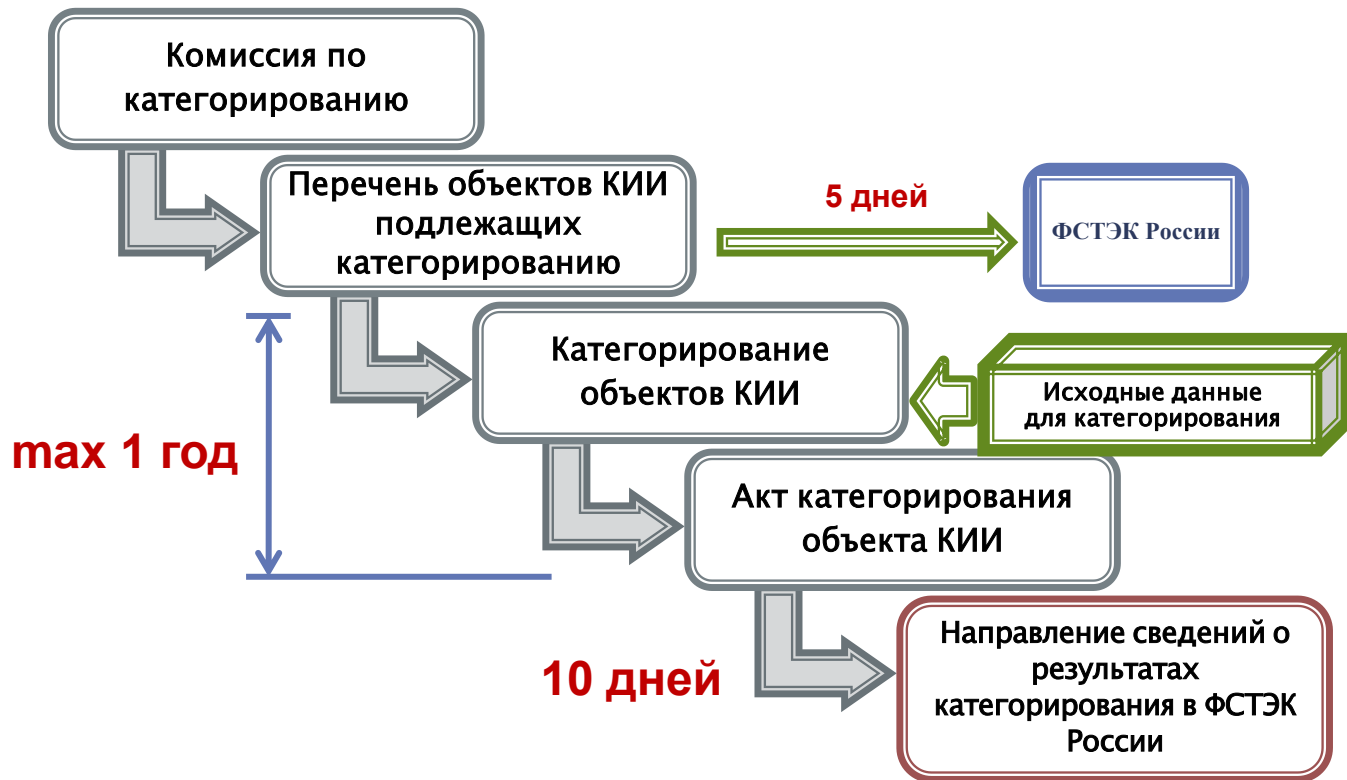 Комиссия по
категорированию
Перечень объектов КИИ
подлежащих
категорированию
5 дней
ФСТЭК России
Категорирование
объектов КИИ
Исходные данные
для категорирования
max 1 год
Акт категорирования
объекта КИИ
10 дней
Направление сведений о
результатах
категорирования в ФСТЭК
России